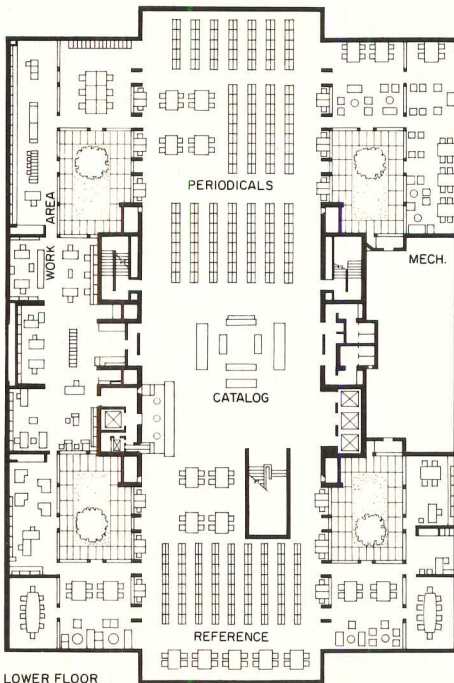 PERIODICALS
WORK AREA
MECH.
CATALOG
REFERENCE
LOWER FLOOR